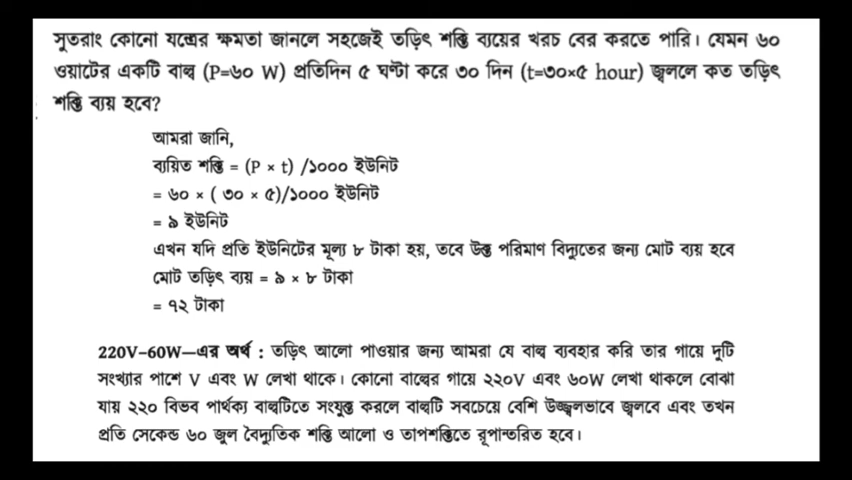 সুতরাং কোনো যন্ত্রের ক্ষমতা জানলে সহজেই তড়িৎ শক্তি ব্যয়ের খরচ বের করতে পারি। যেমন ৬০
ওয়াটের একটি বাল্ব (P=৬০ W) প্রতিদিন ৫ ঘণ্টা করে ৩০ দিন (t=৩০×৫ hour) জ্বললে কত তড়িৎ
শক্তি ব্যয় হবে?
আমরা জানি,
ব্যয়িত শক্তি = (P × t) /১০০০ ইউনিট
= ৬০ × ( ৩০ × ৫)/১০০০ ইউনিট
= ৯ ইউনিট
এখন যদি প্রতি ইউনিটের মূল্য ৮ টাকা হয়, তবে উক্ত পরিমাণ বিদ্যুতের জন্য মোট ব্যয় হবে
মোট তড়িৎ ব্যয় = ৯ × ৮ টাকা
= ৭২ টাকা
220V–60W—এর অর্থ : তড়িৎ আলো পাওয়ার জন্য আমরা যে বাল্ব ব্যবহার করি তার গায়ে দুটি
সংখ্যার পাশে V এবং W লেখা থাকে। কোনো বাল্বের গায়ে ২২০V এবং ৬০W লেখা থাকলে বোঝা
যায় ২২০ বিভব পার্থক্য বাল্বটিতে সংযুক্ত করলে বাল্বটি সবচেয়ে বেশি উজ্জ্বলভাবে জ্বলবে এবং তখন
প্রতি সেকেন্ড ৬০ জুল বৈদ্যুতিক শক্তি আলো ও তাপশক্তিতে রূপান্তরিত হবে।